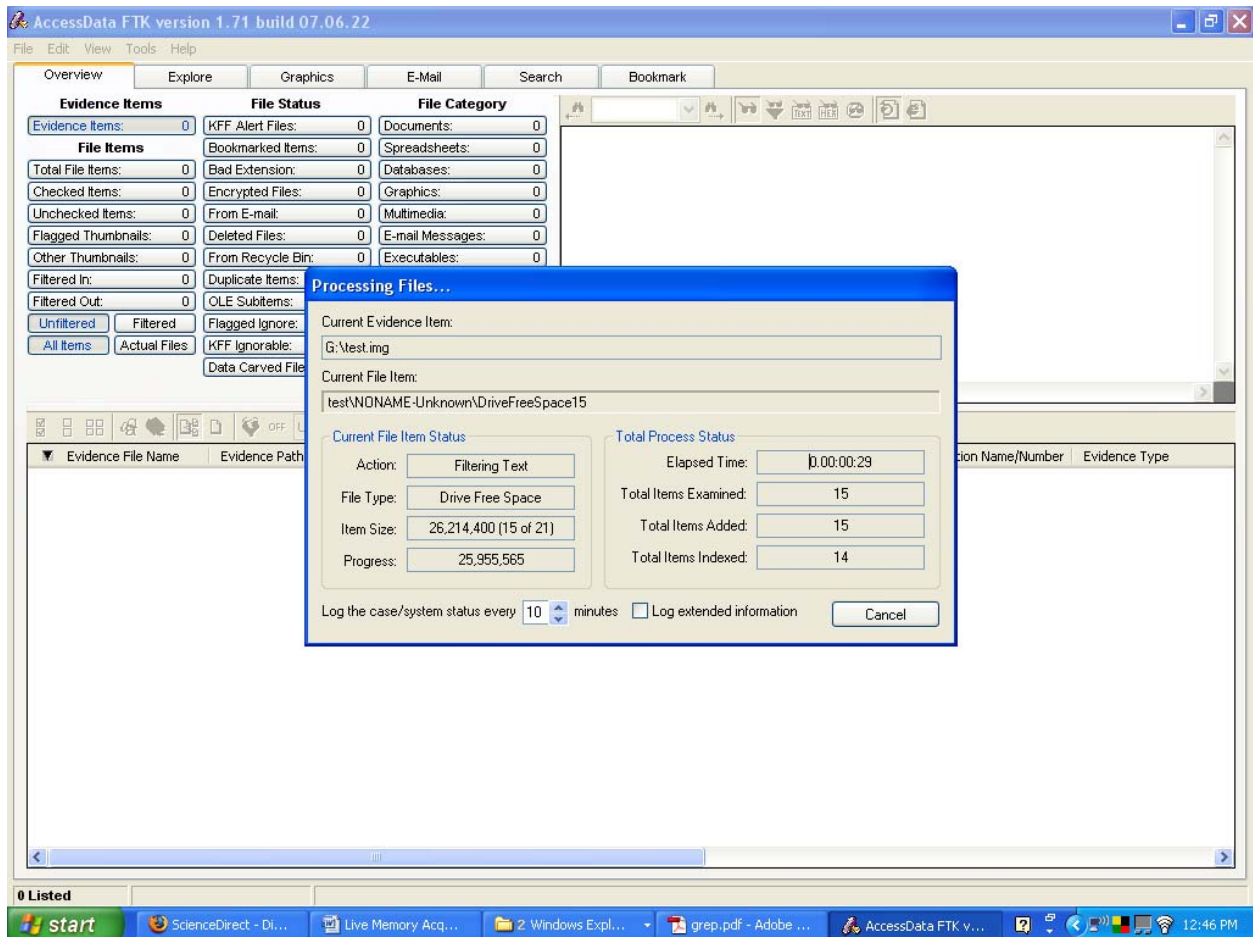 AccessData FTK version 1.71 build 07.06.22
File Edit View Tools Help
Overview Explore Graphics E-Mail Search Bookmark
Evidence Items File Status File Category
Evidence Items: 0 KFF Alert Files: 0 Documents: 0
File Items Bookmarked Items: 0 Spreadsheets: 0
Total File Items: 0 Bad Extension: 0 Databases: 0
Checked Items: 0 Encrypted Files: 0 Graphics: 0
Unchecked Items: 0 From E-mail: 0 Multimedia: 0
Flagged Thumbnails: 0 Deleted Files: 0 E-mail Messages: 0
Other Thumbnails: 0 From Recycle Bin: 0 Executables: 0
Filtered In: 0 Duplicate Items:
Filtered Out: 0 OLE Subitems:
Unfiltered Filtered Flagged Ignore:
All Items Actual Files KFF Ignorable:
Data Carved File
TEXT HEX
Processing Files...
Current Evidence Item:
G:\test.img
Current File Item:
test\NONAME-Unknown\DriveFreeSpace15
Current File Item Status Total Process Status
Action: Filtering Text Elapsed Time: 0.00:00:29
File Type: Drive Free Space Total Items Examined: 15
Item Size: 26,214,400 (15 of 21) Total Items Added: 15
Progress: 25,955,565 Total Items Indexed: 14
Log the case/system status every 10 minutes Log extended information Cancel
OFF
Evidence File Name Evidence Path tion Name/Number Evidence Type
0 Listed
start ScienceDirect - Di... Live Memory Acq... 2 Windows Expl... grep.pdf - Adobe ... AccessData FTK v... 12:46 PM